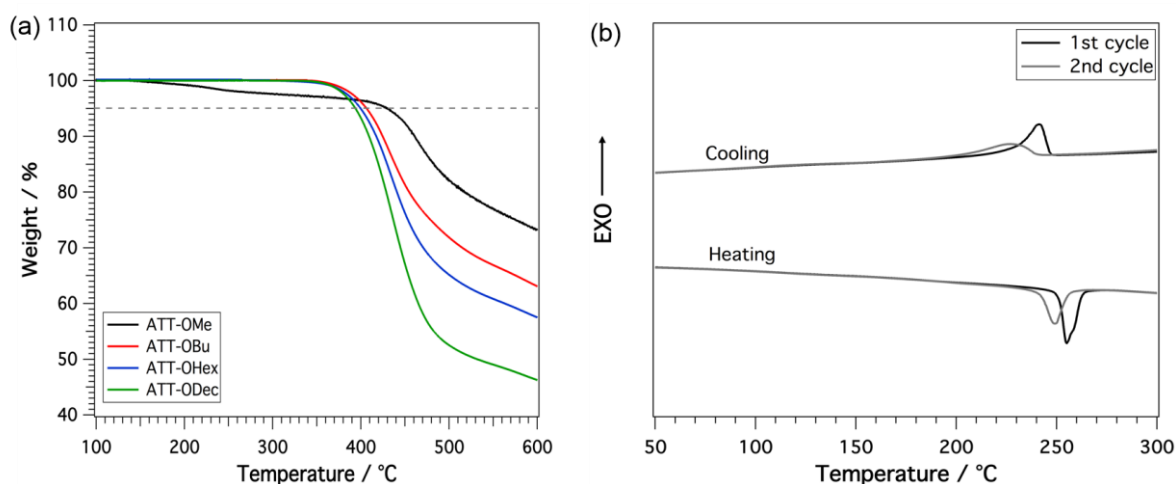 (a)
110
100
90
80
70
60
50
40
Weight / %
ATT-OMe
ATT-OBu
ATT-OHex
ATT-ODec
100 200 300 400 500 600
Temperature / °C
(b)
1st cycle
2nd cycle
Cooling
EXO
Heating
50 100 150 200 250 300
Temperature / °C